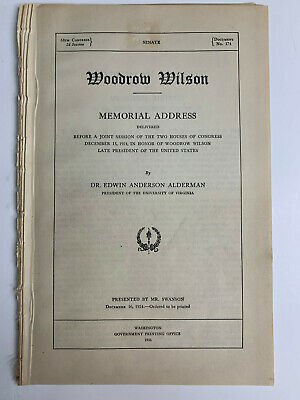 68TH CONGRESS
2d Session
SENATE
DOCUMENT
No. 174
Woodrow Wilson
MEMORIAL ADDRESS
DELIVERED
BEFORE A JOINT SESSION OF THE TWO HOUSES OF CONGRESS
DECEMBER 15, 1924, IN HONOR OF WOODROW WILSON
LATE PRESIDENT OF THE UNITED STATES
By
DR. EDWIN ANDERSON ALDERMAN
PRESIDENT OF THE UNIVERSITY OF VIRGINIA
PRESENTED BY MR. SWANSON
DECEMBER 16, 1924.—Ordered to be printed
WASHINGTON
GOVERNMENT PRINTING OFFICE